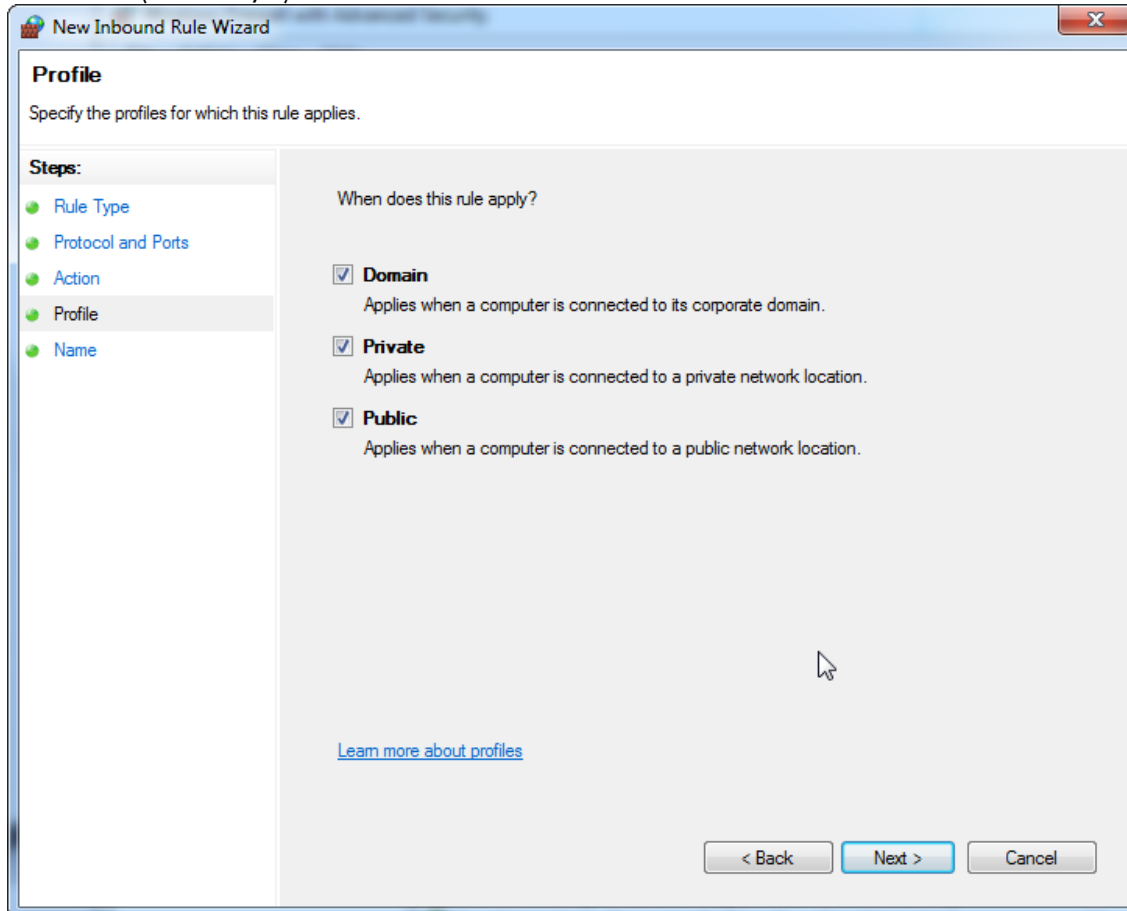 New Inbound Rule Wizard
Profile
Specify the profiles for which this rule applies.
Steps:
Rule Type
Protocol and Ports
Action
Profile
Name
When does this rule apply?
Domain
Applies when a computer is connected to its corporate domain.
Private
Applies when a computer is connected to a private network location.
Public
Applies when a computer is connected to a public network location.
Learn more about profiles
< Back
Next >
Cancel